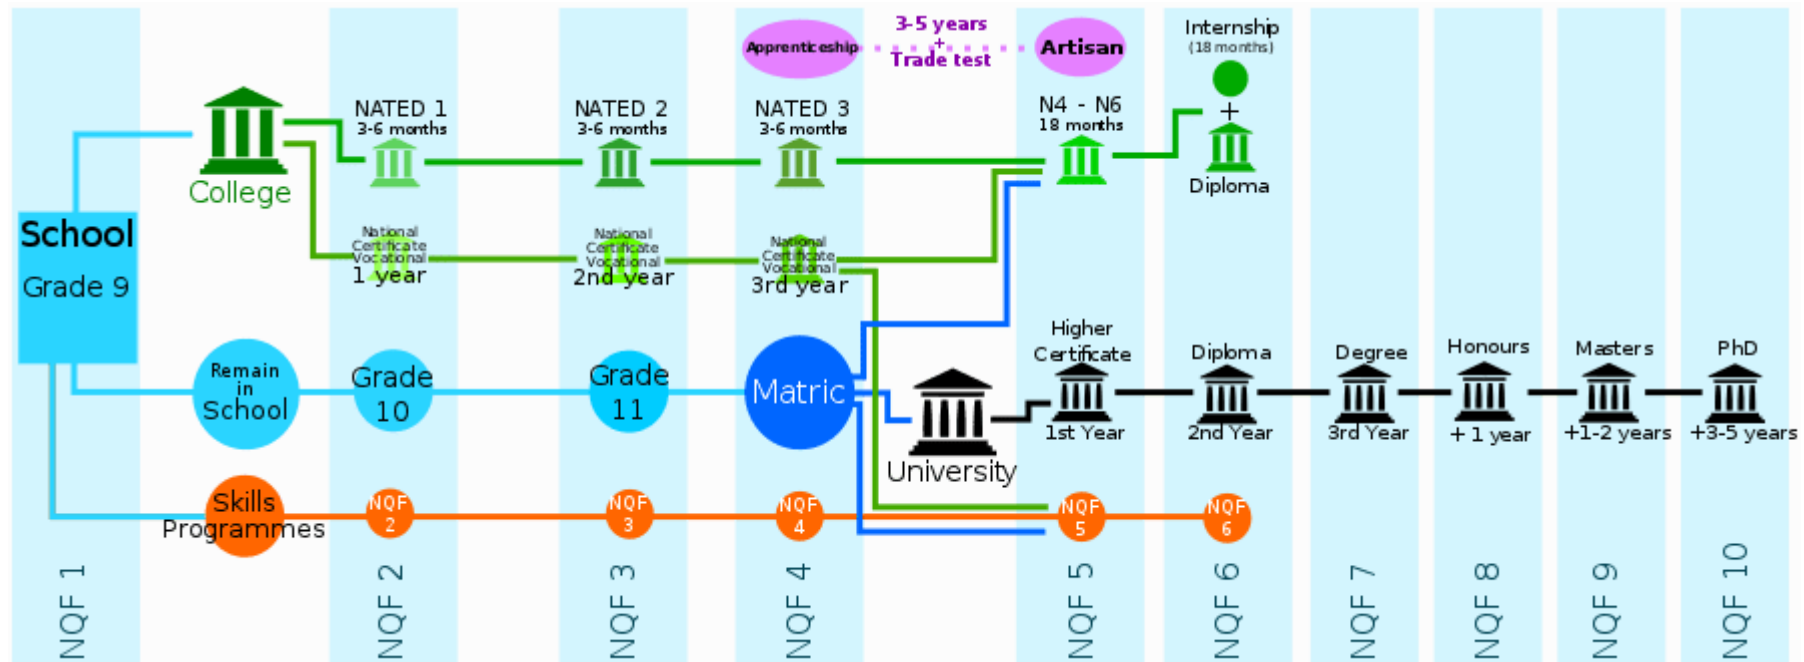 Apprenticeship
3-5 years
+
Trade test
Artisan
Internship
(18 months)
+
Diploma
College
NATED 1
3-6 months
NATED 2
3-6 months
NATED 3
3-6 months
N4 - N6
18 months
School
Grade 9
National
Certificate
Vocational
1 year
National
Certificate
Vocational
2nd year
National
Certificate
Vocational
3rd year
Remain
in
School
Grade
10
Grade
11
Matric
University
Higher
Certificate
1st Year
Diploma
2nd Year
Degree
3rd Year
Honours
+ 1 year
Masters
+1-2 years
PhD
+3-5 years
Skills
Programmes
NQF
2
NQF
3
NQF
4
NQF
5
NQF
6
NQF 1
NQF 2
NQF 3
NQF 4
NQF 5
NQF 6
NQF 7
NQF 8
NQF 9
NQF 10